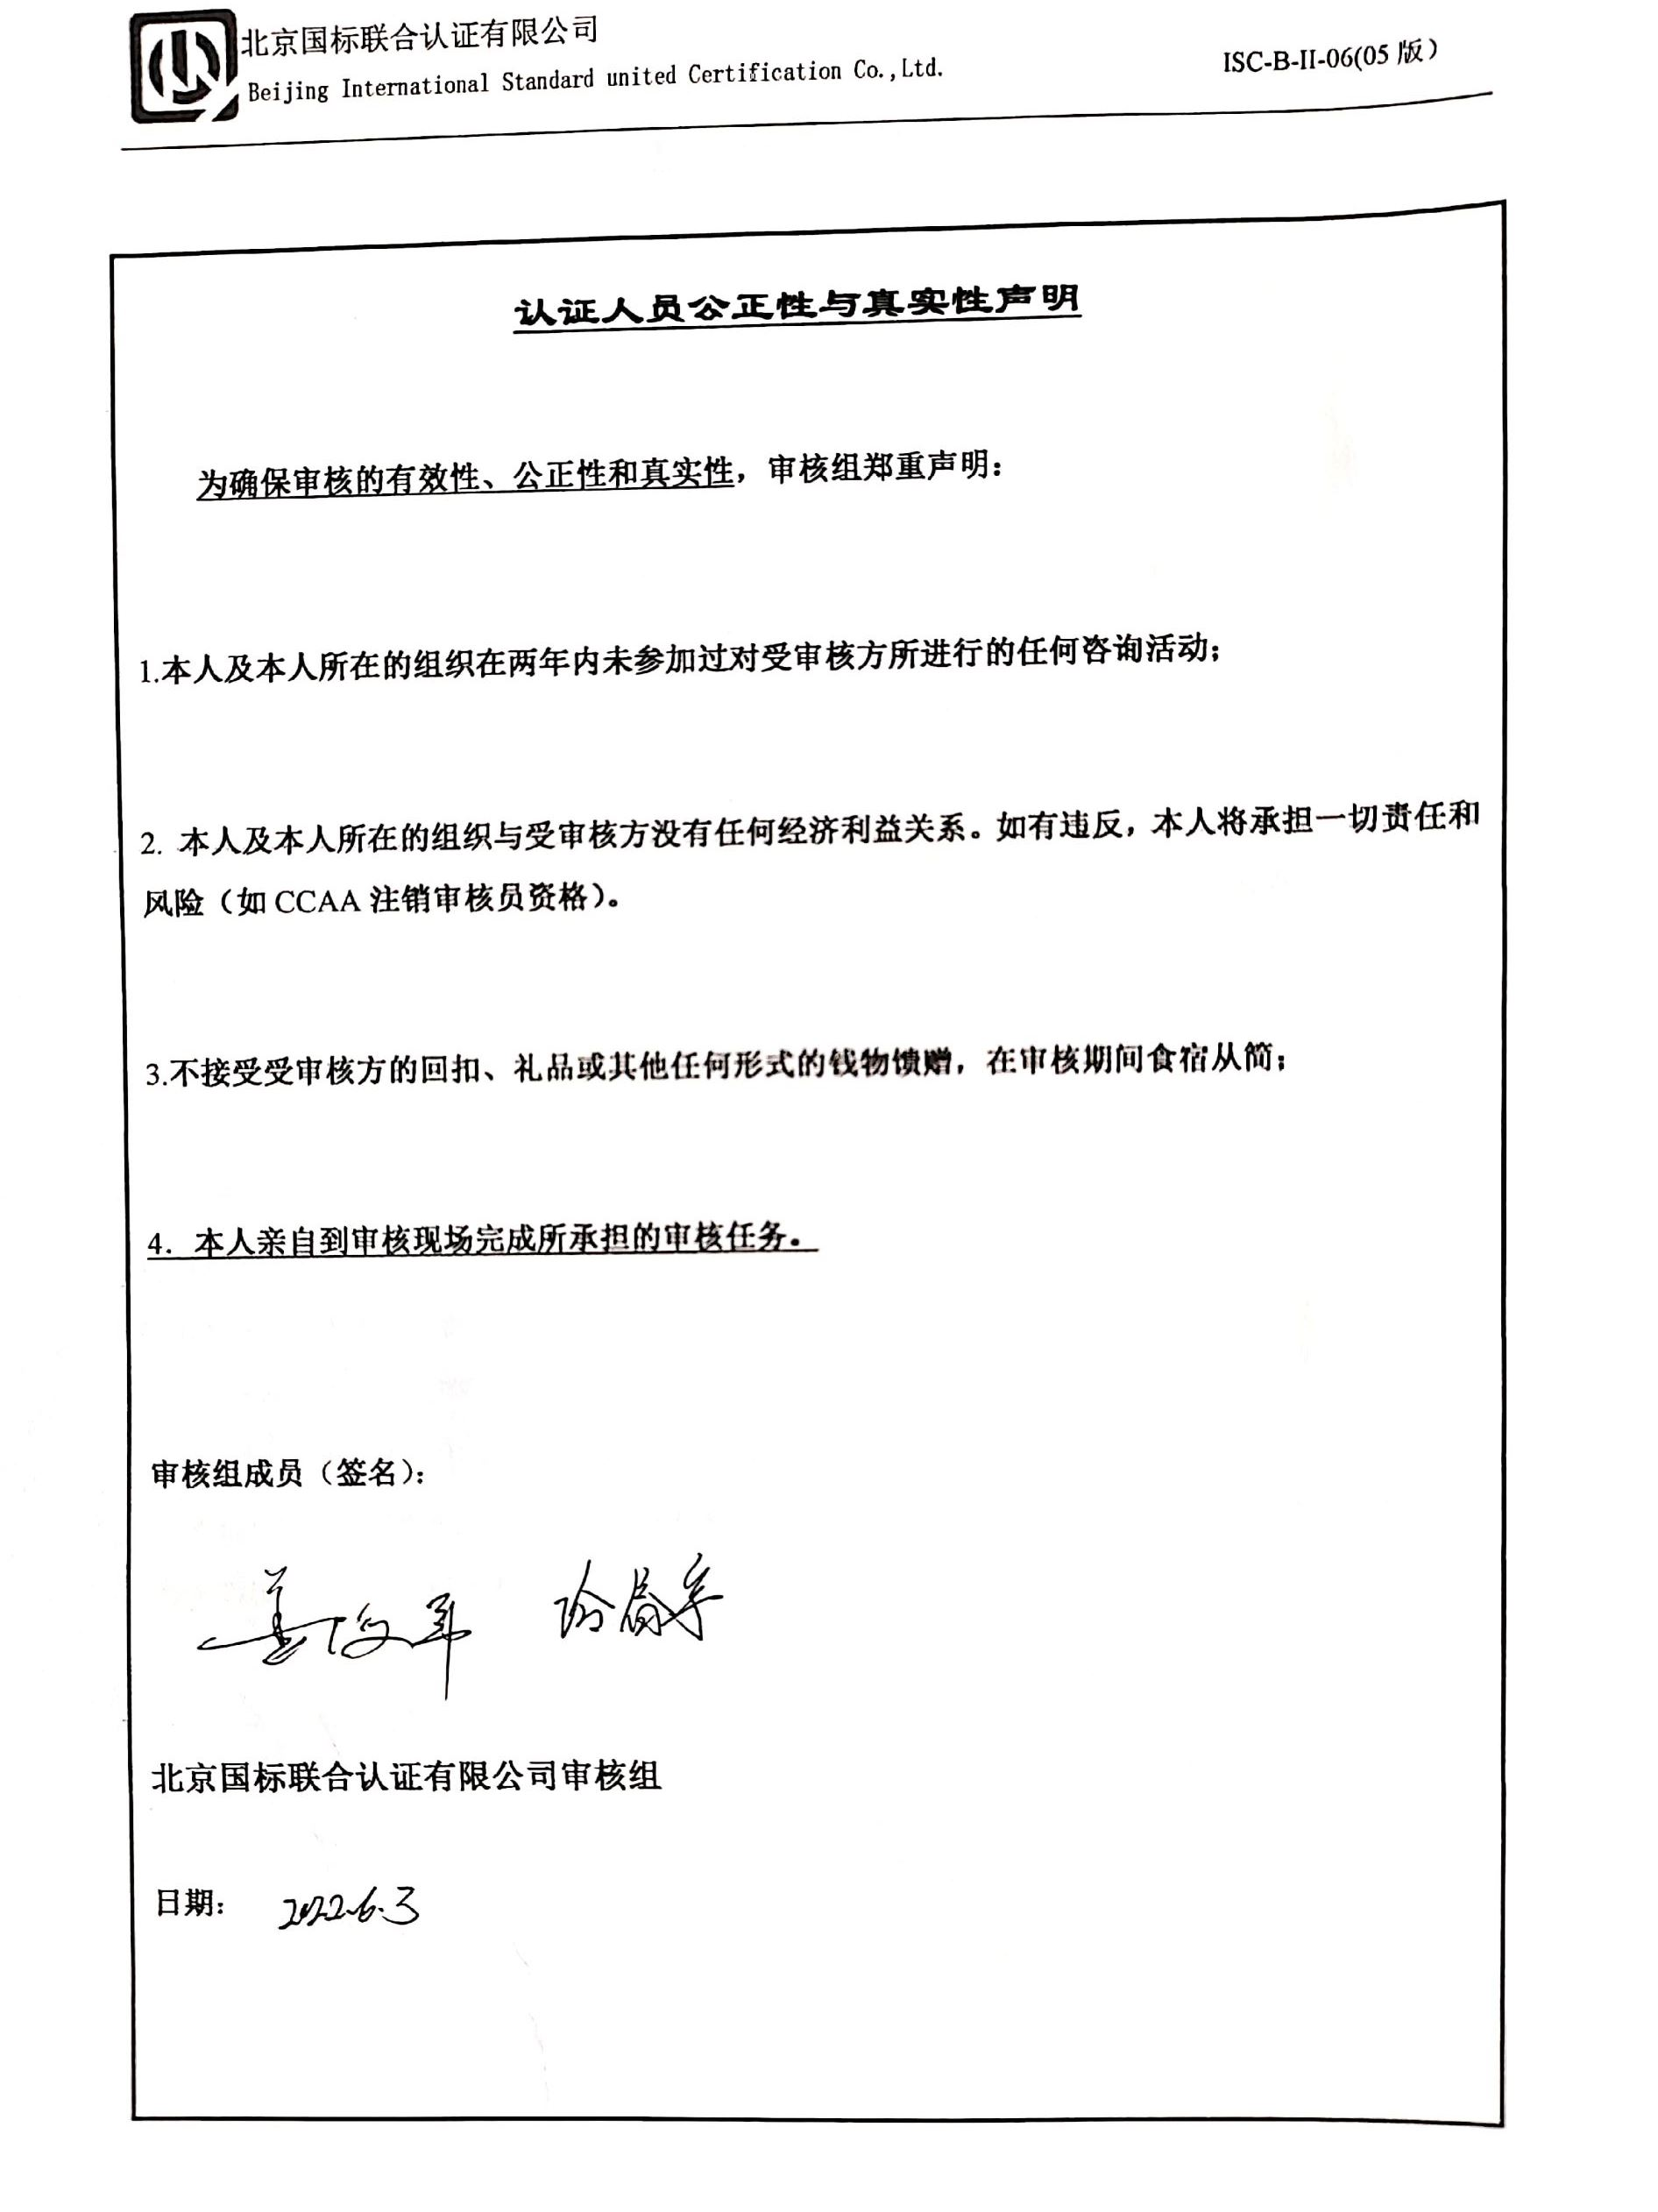 北京国标联合认证有限公司
Beijing International Standard united Certification Co.,Ltd.
ISC-B-II-06(05 版)
认证人员公正性与真实性声明
为确保审核的有效性、公正性和真实性，审核组郑重声明：
1.本人及本人所在的组织在两年内未参加过对受审核方所进行的任何咨询活动；
2. 本人及本人所在的组织与受审核方没有任何经济利益关系。如有违反，本人将承担一切责任和
风险（如 CCAA 注销审核员资格）。
3.不接受受审核方的回扣、礼品或其他任何形式的钱物馈赠，在审核期间食宿从简；
4. 本人亲自到审核现场完成所承担的审核任务。
审核组成员（签名）：
北京国标联合认证有限公司审核组
日期： 2022.6.3